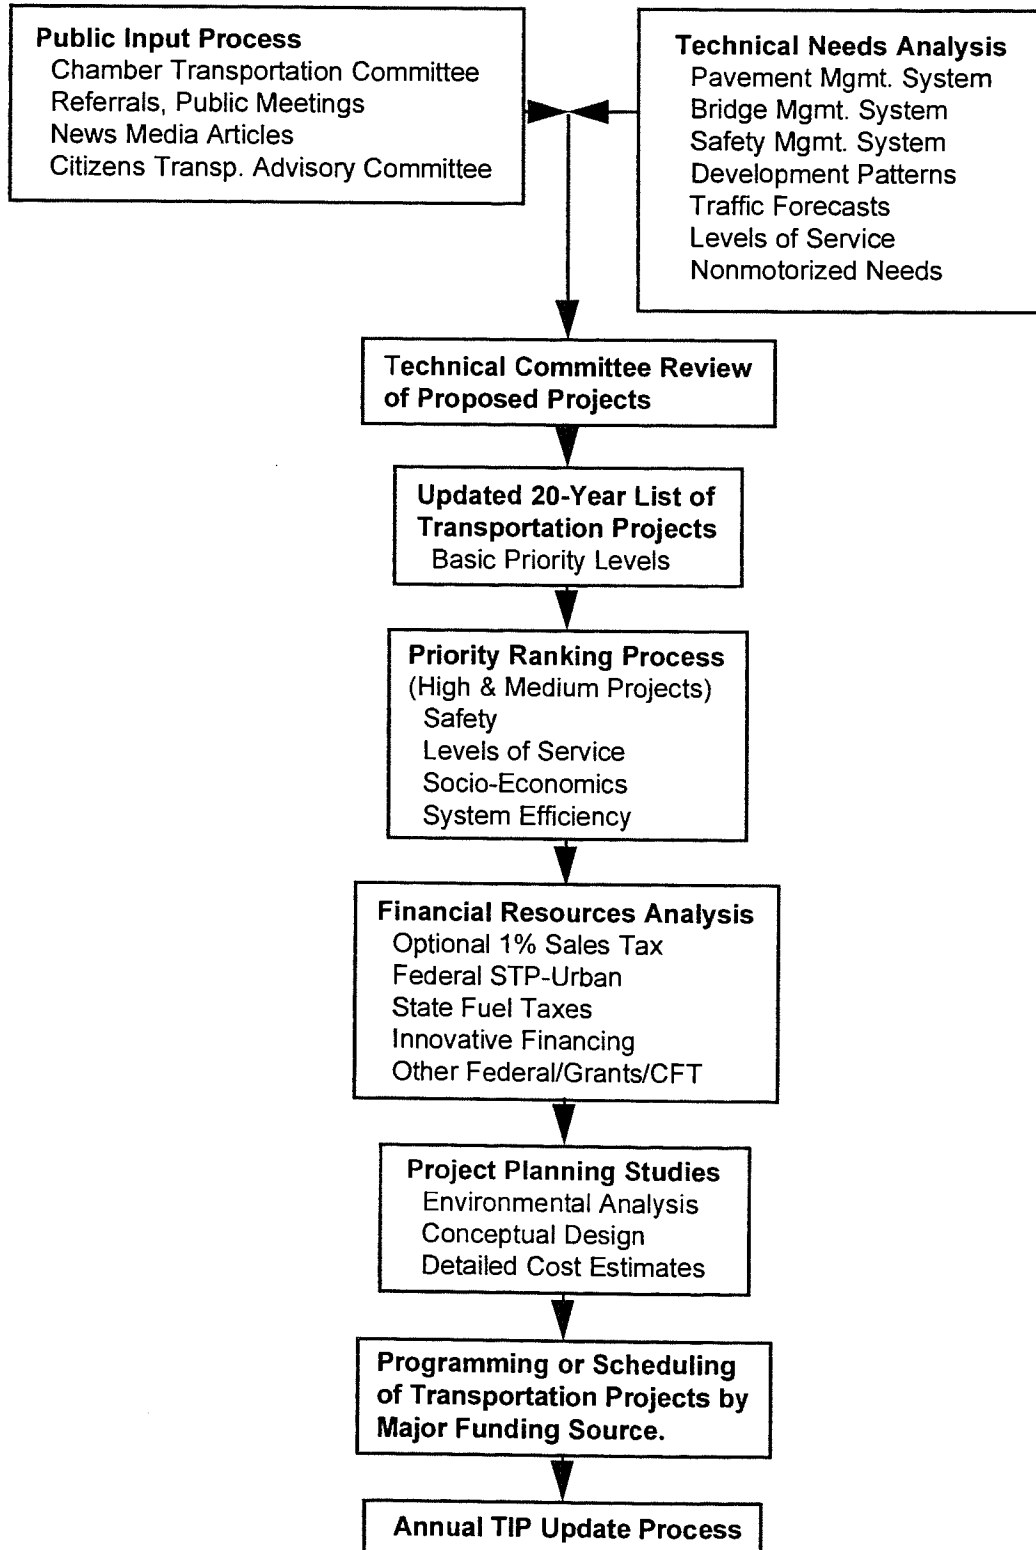 Public Input Process
Chamber Transportation Committee
Referrals, Public Meetings
News Media Articles
Citizens Transp. Advisory Committee
Technical Needs Analysis
Pavement Mgmt. System
Bridge Mgmt. System
Safety Mgmt. System
Development Patterns
Traffic Forecasts
Levels of Service
Nonmotorized Needs
Technical Committee Review
of Proposed Projects
Updated 20-Year List of
Transportation Projects
Basic Priority Levels
Priority Ranking Process
(High & Medium Projects)
Safety
Levels of Service
Socio-Economics
System Efficiency
Financial Resources Analysis
Optional 1% Sales Tax
Federal STP-Urban
State Fuel Taxes
Innovative Financing
Other Federal/Grants/CFT
Project Planning Studies
Environmental Analysis
Conceptual Design
Detailed Cost Estimates
Programming or Scheduling
of Transportation Projects by
Major Funding Source.
Annual TIP Update Process